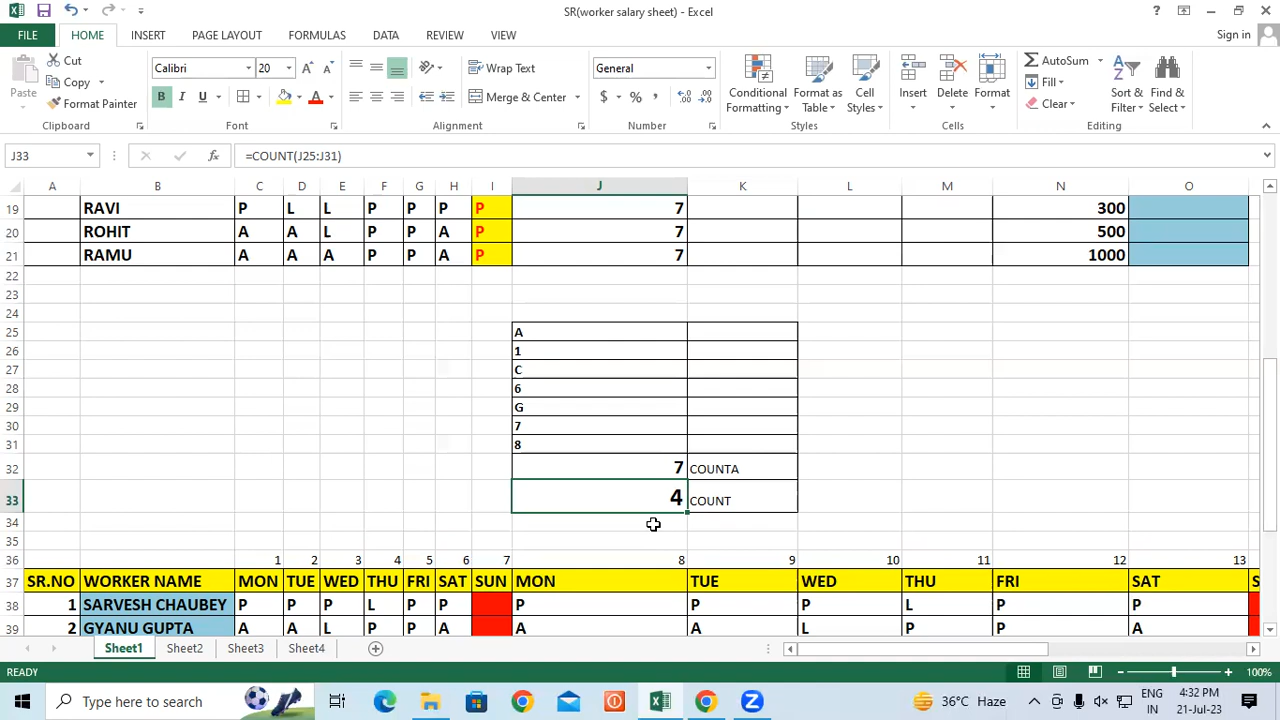 SR(worker salary sheet) - Excel
Sign in
FILE HOME INSERT PAGE LAYOUT FORMULAS DATA REVIEW VIEW
Cut
Copy
Format Painter
Paste
Clipboard
Calibri 20
B I U
Font
Wrap Text
Merge & Center
Alignment
General
$ % ,
Number
Conditional Formatting
Format as Table
Cell Styles
Styles
Insert Delete Format
Cells
AutoSum
Fill
Clear
Sort & Filter
Find & Select
Editing
J33 fx =COUNT(J25:J31)
A B C D E F G H I J K L M N O
19 RAVI P L L P P P P 7 300
20 ROHIT A A L P P A P 7 500
21 RAMU A A A P P A P 7 1000
22
23
24
25 A
26 1
27 C
28 6
29 G
30 7
31 8
32 7 COUNTA
33 4 COUNT
34
35
36 1 2 3 4 5 6 7 8 9 10 11 12 13
37 SR.NO WORKER NAME MON TUE WED THU FRI SAT SUN MON TUE WED THU FRI SAT S
38 1 SARVESH CHAUBEY P P P L P P P P P L P P
39 2 GYANU GUPTA A A L P P A A A L P P A
Sheet1 Sheet2 Sheet3 Sheet4
READY
100%
Type here to search
36°C Haze
ENG
IN
4:32 PM
21-Jul-23